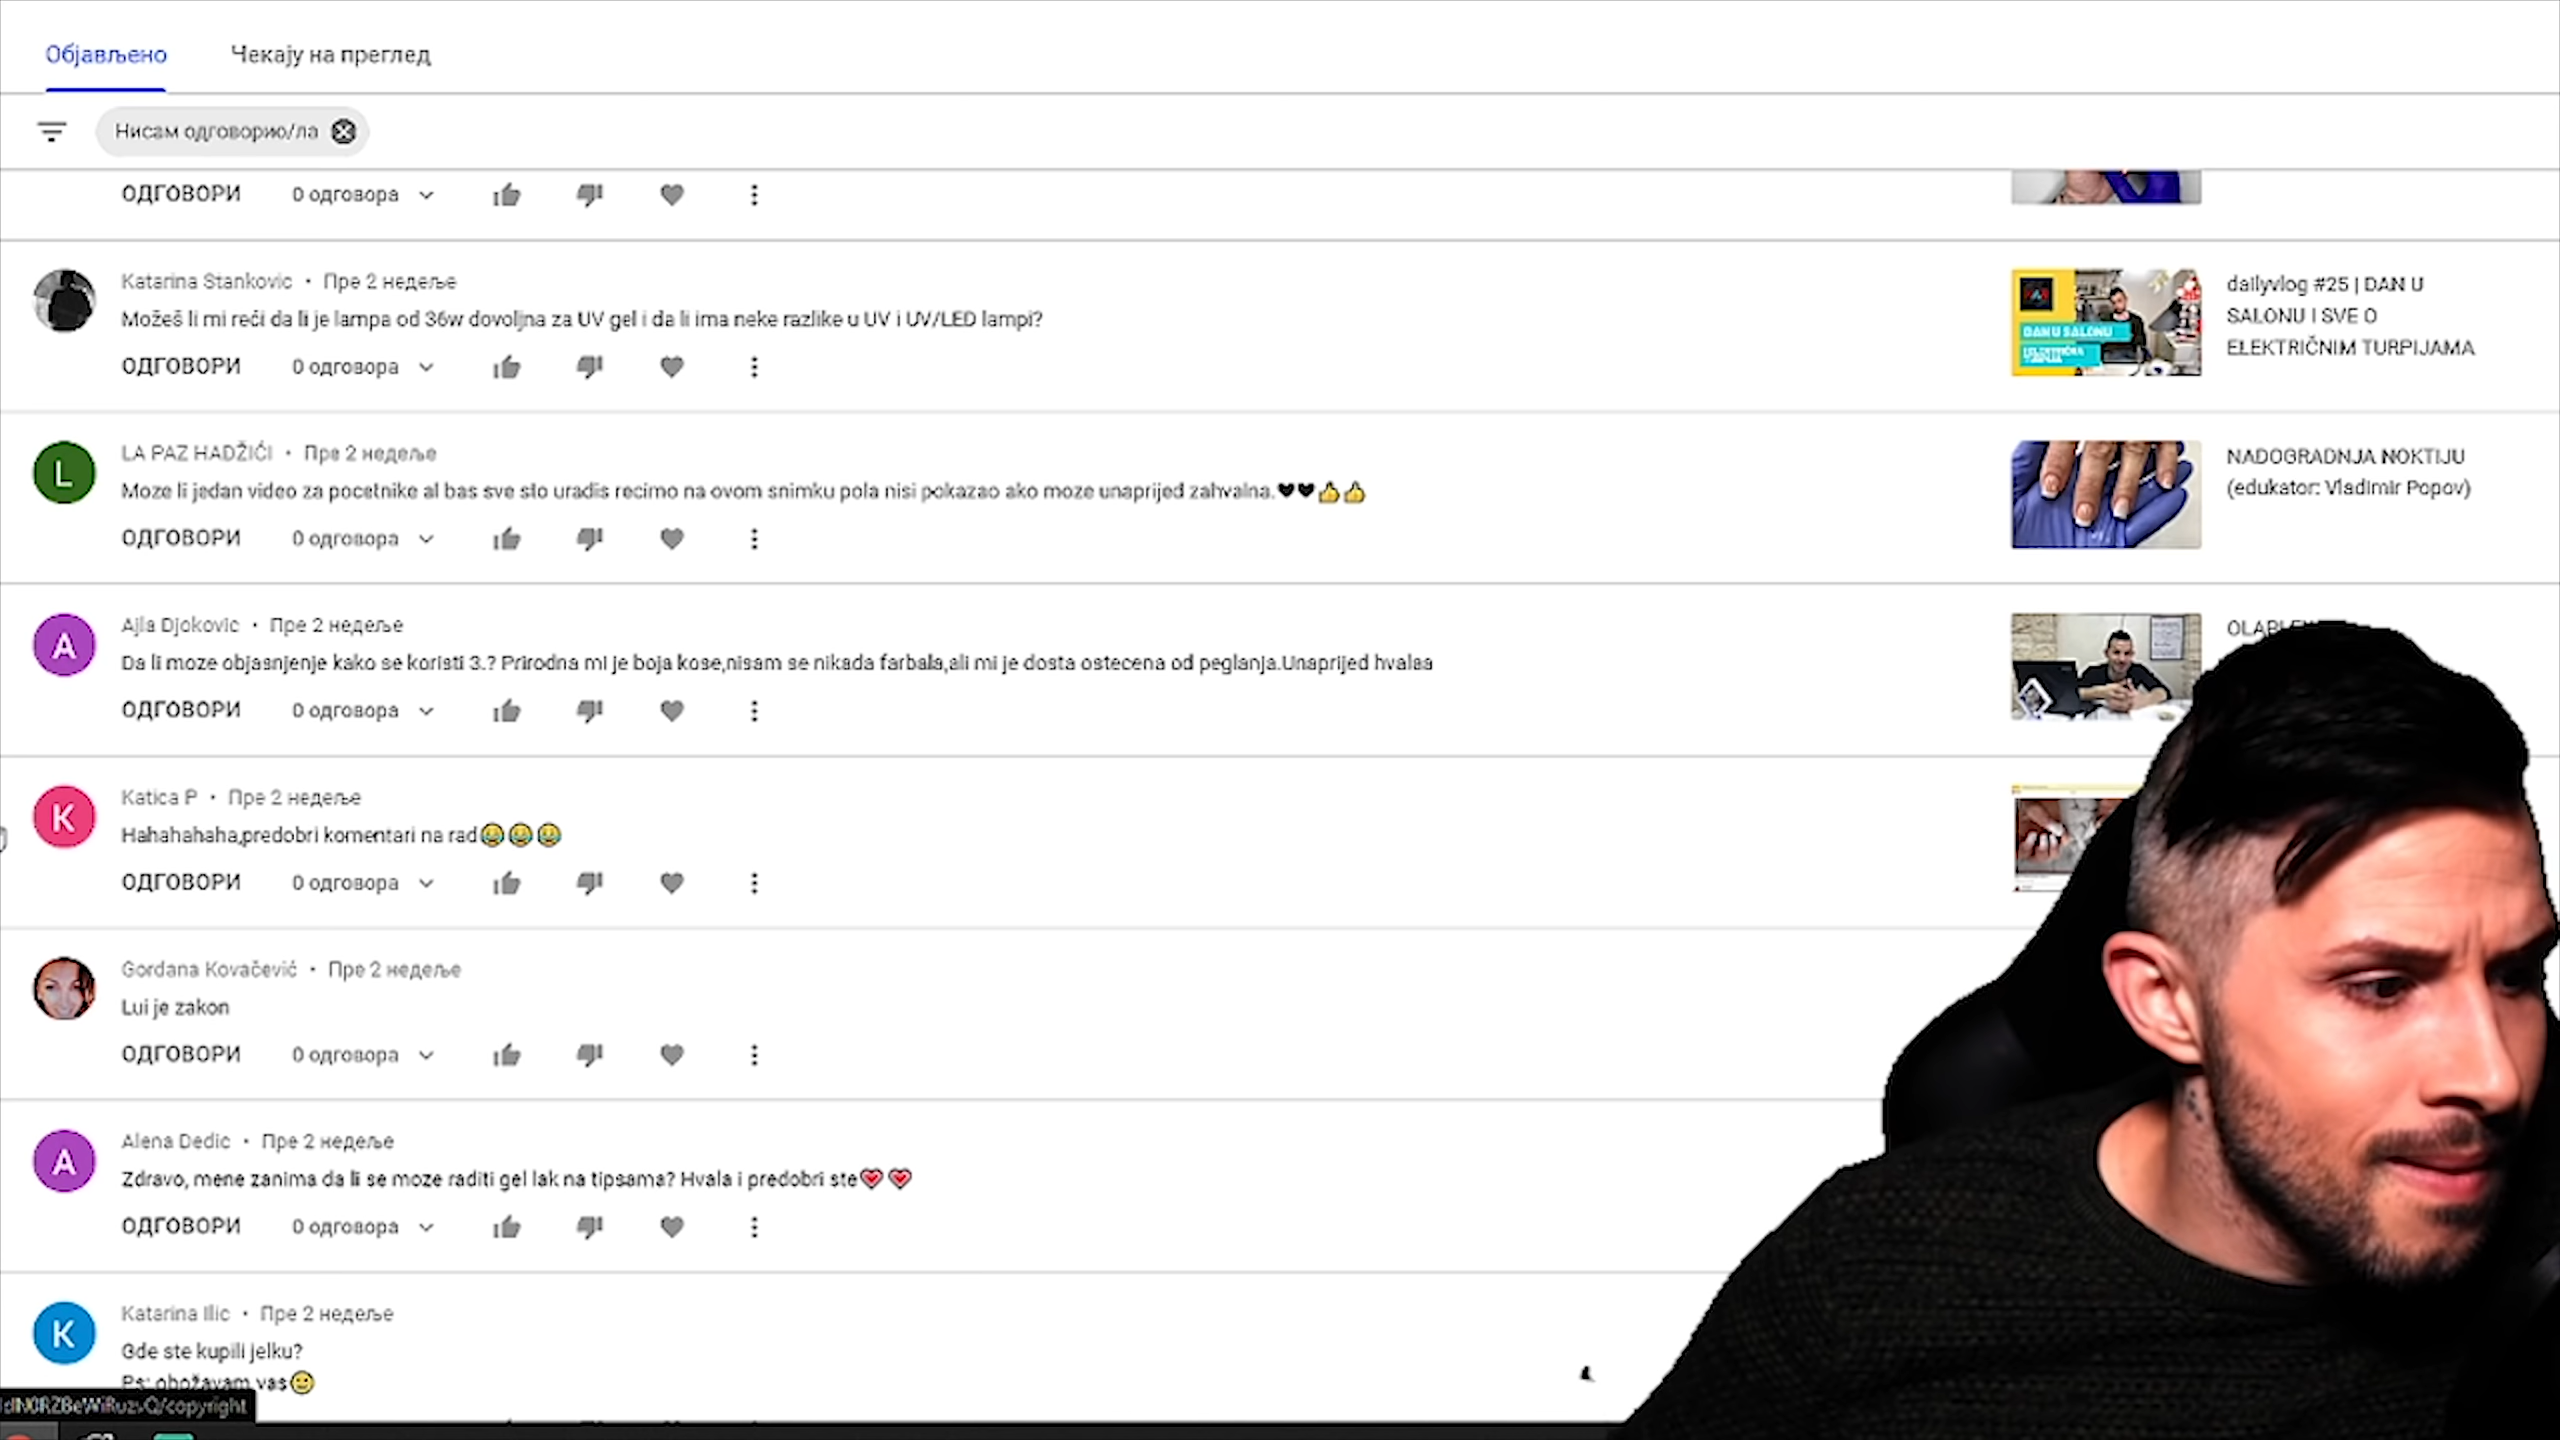 Објављено
Чекају на преглед
Нисам одговорио/ла
ОДГОВОРИ 0 одговора
Katarina Stankovic • Пре 2 недеље
Možeš li mi reći da li je lampa od 36w dovoljna za UV gel i da li ima neke razlike u UV i UV/LED lampi?
ОДГОВОРИ 0 одговора
DAN U SALONU
dailyvlog #25 | DAN U
SALONU I SVE O
ELEKTRIČNIM TURPIJAMA
LA PAZ HADŽIĆI • Пре 2 недеље
Moze li jedan video za pocetnike al bas sve sto uradis recimo na ovom snimku pola nisi pokazao ako moze unaprijed zahvalna.🖤🖤👍👍
ОДГОВОРИ 0 одговора
L
NADOGRADNJA NOKTIJU
(edukator: Vladimir Popov)
Ajla Djokovic • Пре 2 недеље
Da li moze objasnjenje kako se koristi 3.? Prirodna mi je boja kose,nisam se nikada farbala,ali mi je dosta ostecena od peglanja.Unaprijed hvalaa
ОДГОВОРИ 0 одговора
A
Katica P • Пре 2 недеље
Hahahahaha,predobri komentari na rad😂😂😂
ОДГОВОРИ 0 одговора
K
Gordana Kovačević • Пре 2 недеље
Lui je zakon
ОДГОВОРИ 0 одговора
Alena Dedic • Пре 2 недеље
Zdravo, mene zanima da li se moze raditi gel lak na tipsama? Hvala i predobri ste💗💗
ОДГОВОРИ 0 одговора
A
Katarina Ilic • Пре 2 недеље
Gde ste kupili jelku?
Ps: obožavam vas🙂
K